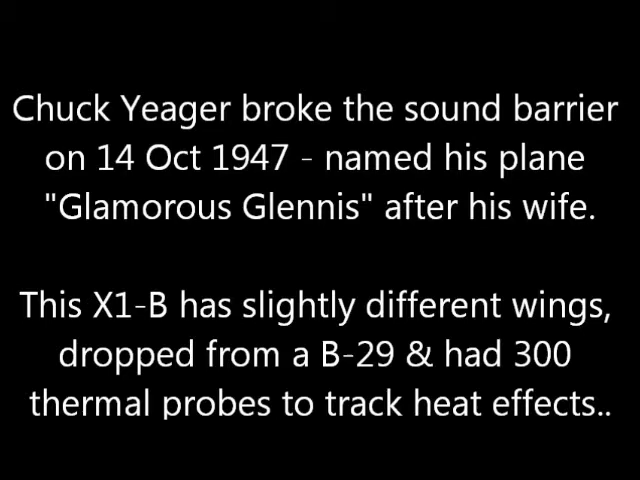 Chuck Yeager broke the sound barrier
on 14 Oct 1947 - named his plane
"Glamorous Glennis" after his wife.
This X1-B has slightly different wings,
dropped from a B-29 & had 300
thermal probes to track heat effects..